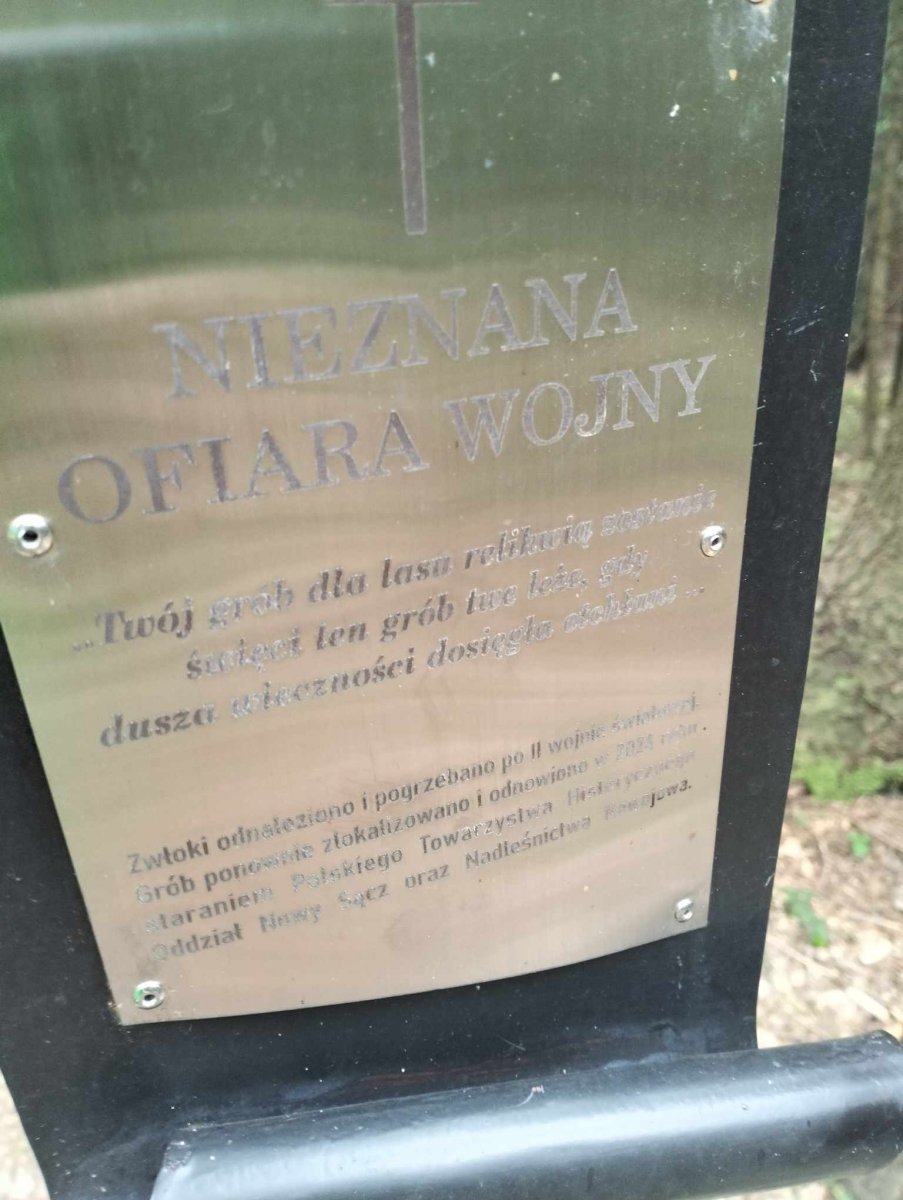 NIEZNANA
OFIARA WOJNY
„Twój grób dla lasu relikwią zostanie
święci ten grób twe leże, gdy
dusza wieczności dosięgła otchłani ...
Zwłoki odnaleziono i pogrzebano po II wojnie światowej.
Grób ponownie zlokalizowano i odnowiono w roku.
staraniem Polskiego Towarzystwa Historycznego
Oddział Nowy Sącz oraz Nadleśnictwa Nawojowa.